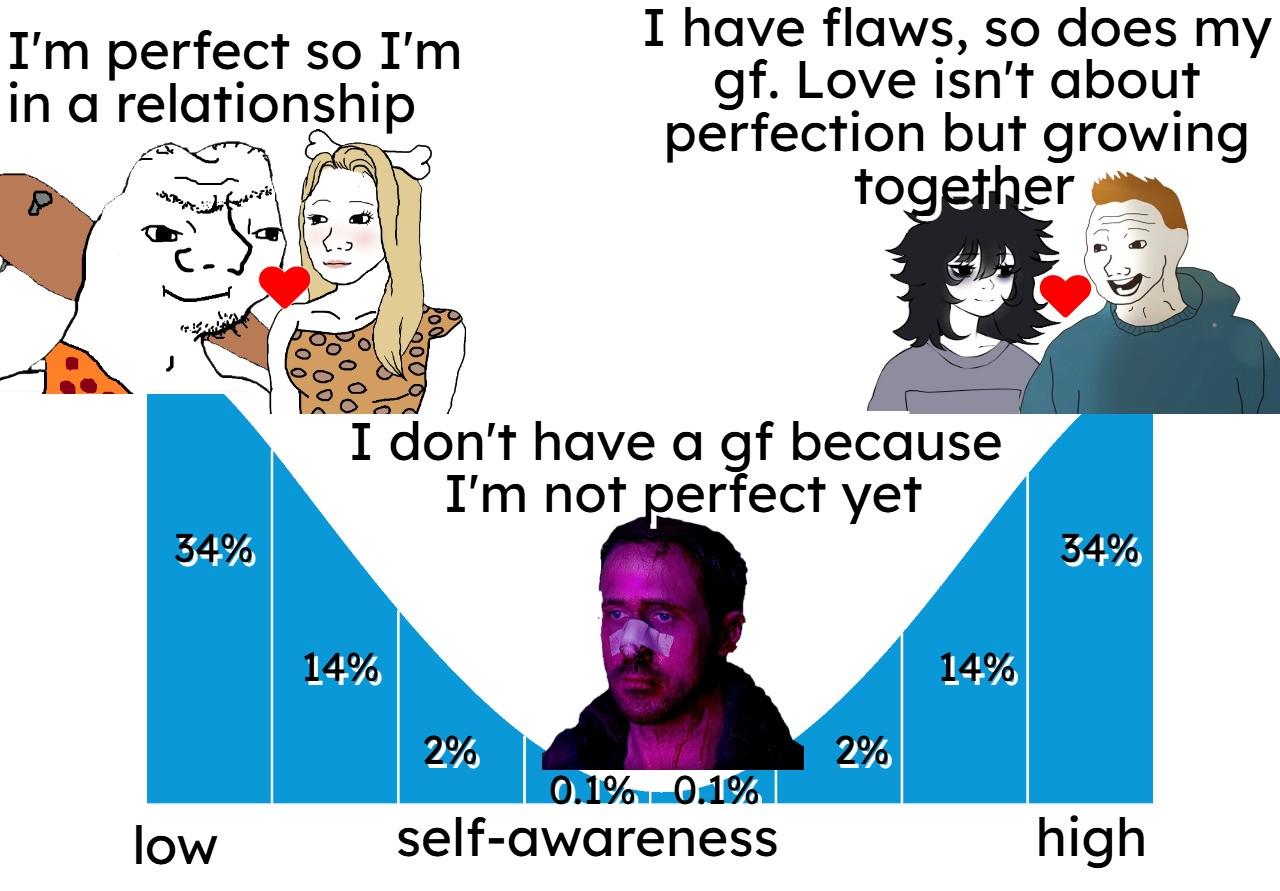 I'm perfect so I'm
in a relationship
I have flaws, so does my
gf. Love isn't about
perfection but growing
together
I don't have a gf because
I'm not perfect yet
34%
14%
2%
0.1%
0.1%
2%
14%
34%
low
self-awareness
high